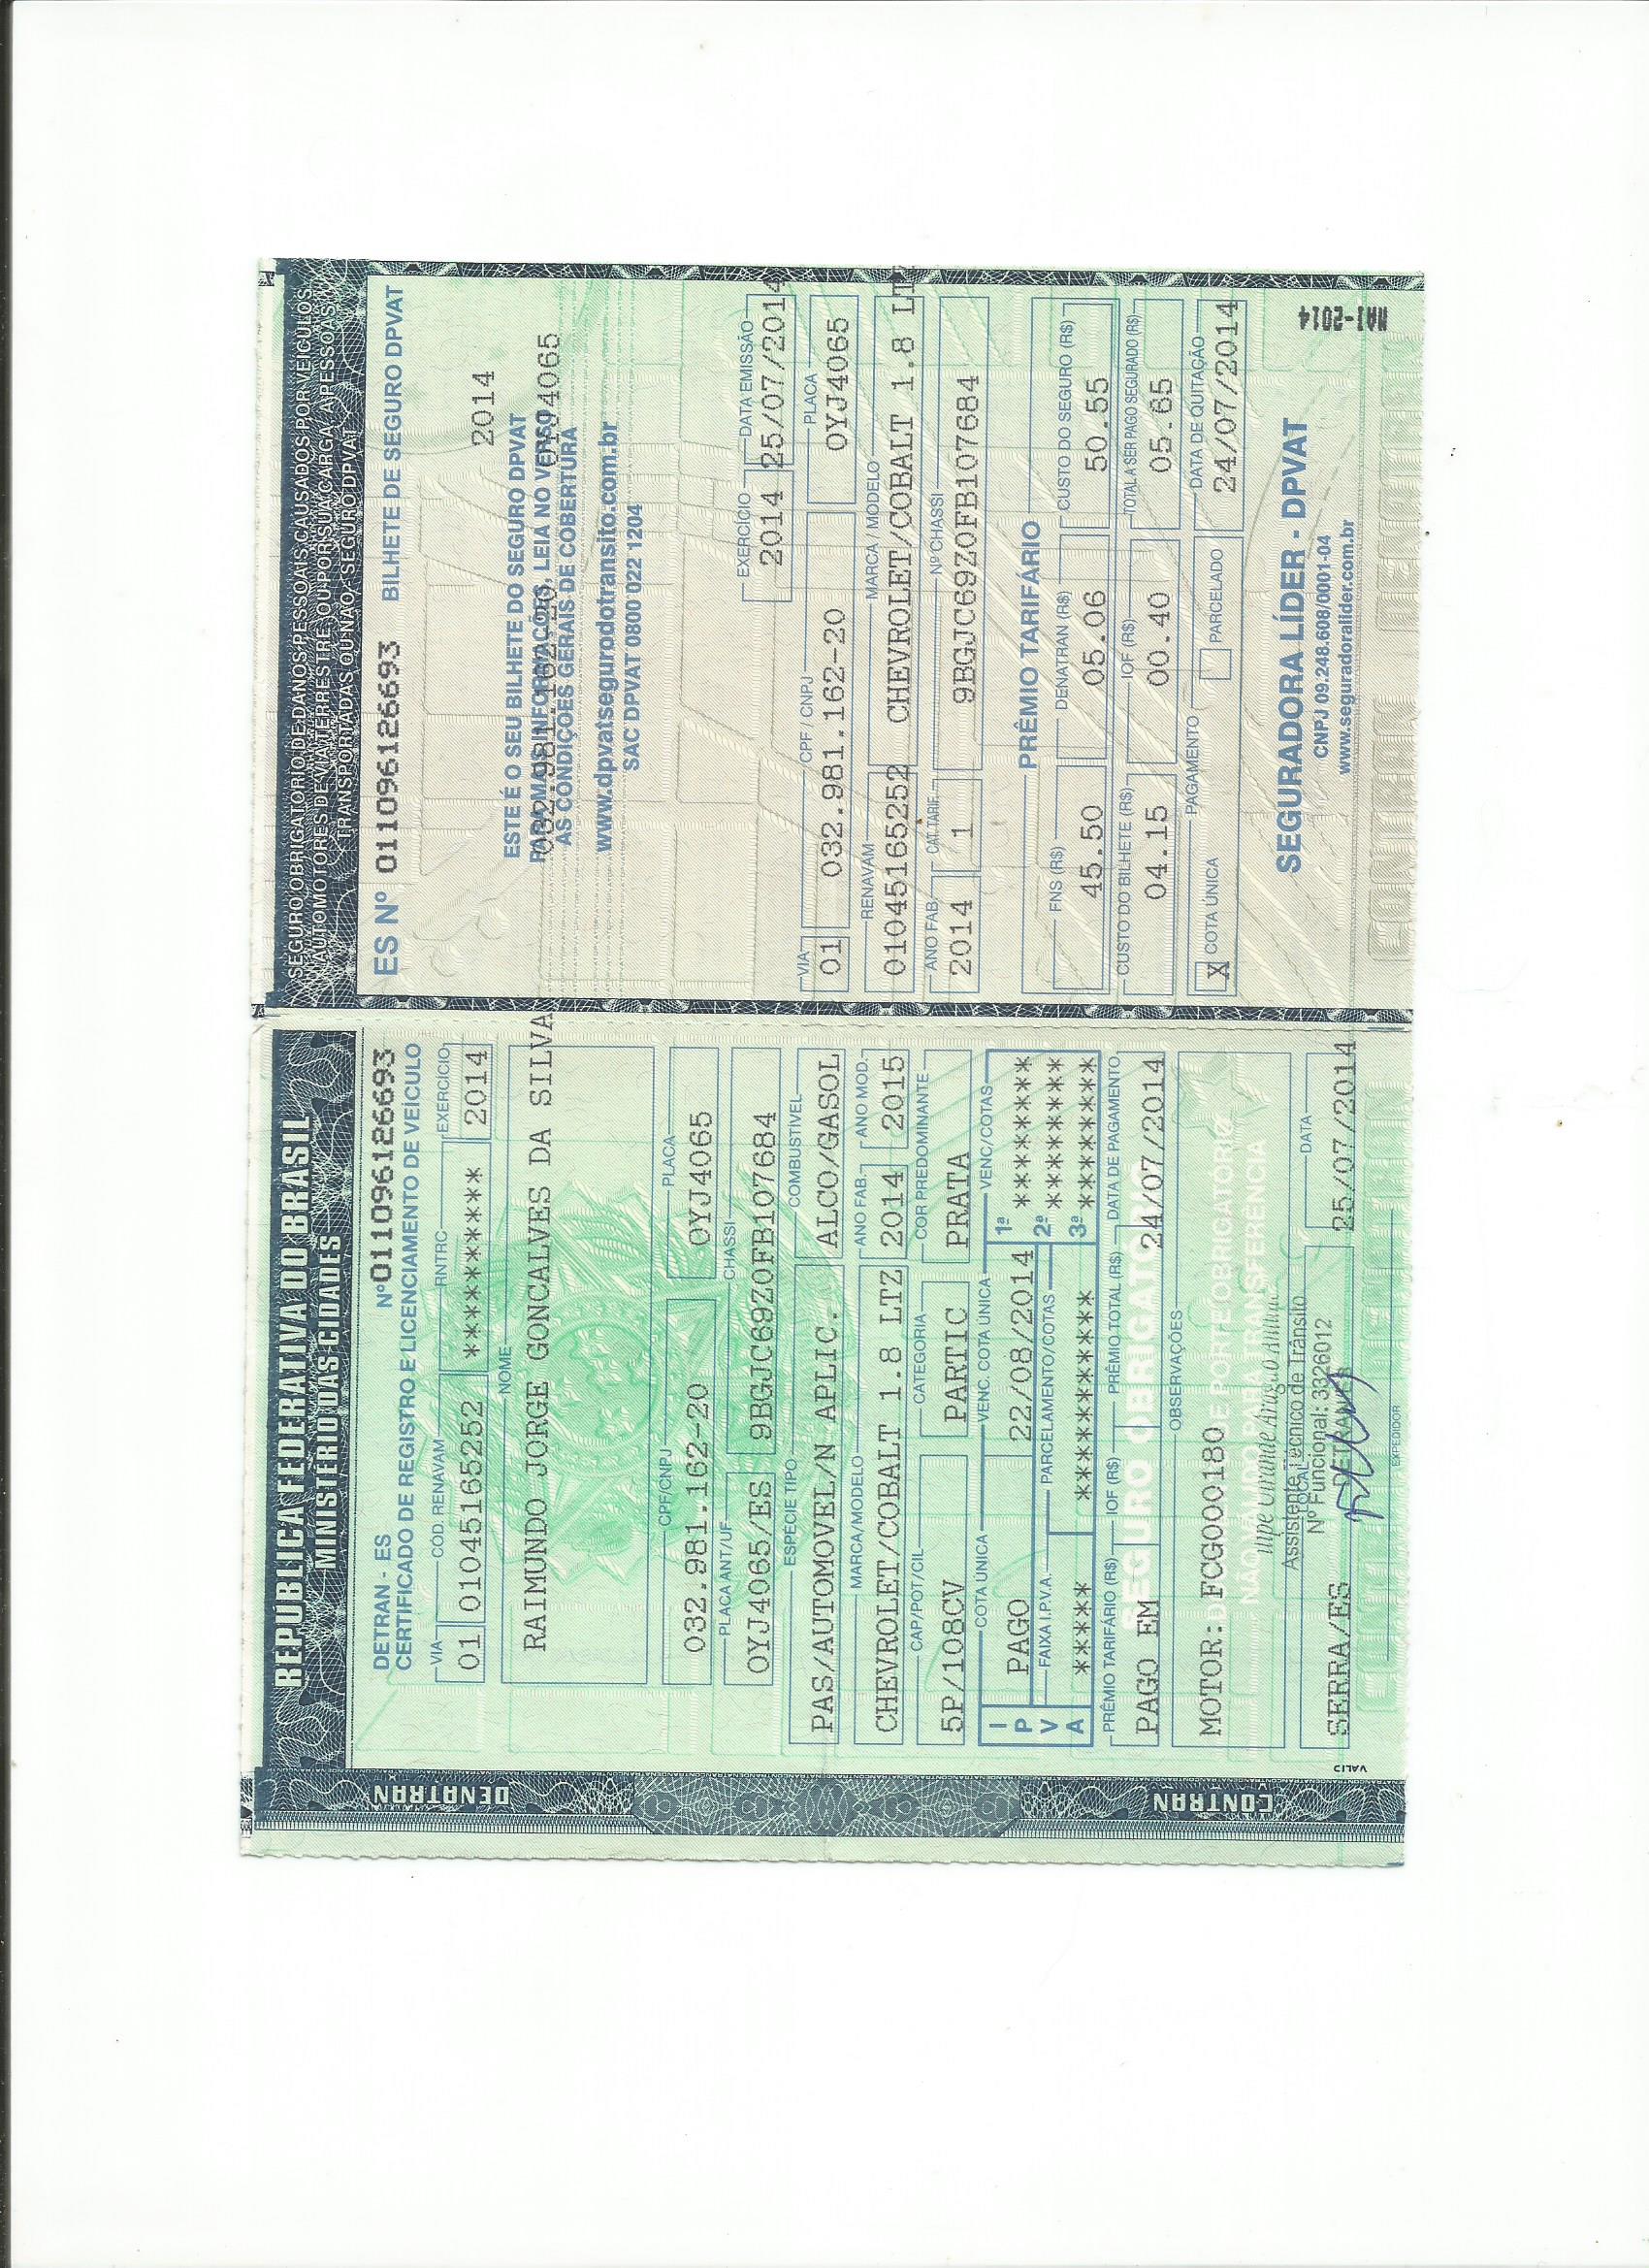 REPÚBLICA FEDERATIVA DO BRASIL
MINISTÉRIO DAS CIDADES
DENATRAN
CONTRAN
DETRAN - ES
Nº 011096126693
CERTIFICADO DE REGISTRO E LICENCIAMENTO DE VEÍCULO
VIA
CÓD. RENAVAM
RNTRC
EXERCÍCIO
01 01045165252 ********* 2014
NOME
RAIMUNDO JORGE GONCALVES DA SILVA
CPF/CNPJ
PLACA
032.981.162-20 OYJ4065
PLACA ANT/UF
CHASSI
OYJ4065/ES 9BGJC69Z0FB107684
ESPÉCIE TIPO
COMBUSTÍVEL
PAS/AUTOMOVEL/N APLIC. ALCO/GASOL
MARCA/MODELO
ANO FAB.
ANO MOD.
CHEVROLET/COBALT 1.8 LTZ 2014 2015
CAP/POT/CIL
CATEGORIA
COR PREDOMINANTE
5P/108CV PARTIC PRATA
IPVA
COTA ÚNICA
VENC. COTA ÚNICA
VENC/COTAS
PAGO 22/08/2014 1ª ********
FAIXA I.P.V.A.
PARCELAMENTO/COTAS
2ª ********
***** *********** 3ª ********
PRÊMIO TARIFÁRIO (R$)
IOF (R$)
PRÊMIO TOTAL (R$)
DATA DE PAGAMENTO
SEGURO OBRIGATÓRIO
PAGO EM 24/07/2014
OBSERVAÇÕES
MOTOR: FCG000180
NÃO É DE PORTE OBRIGATÓRIO
NÃO VÁLIDO PARA TRANSFERÊNCIA
Assistente Técnico de Trânsito
Nº Funcional: 3326012
LOCAL
DATA
SERRA/ES DETRAN 25/07/2014
EXPEDIDOR
VALID
SEGURO OBRIGATÓRIO DE DANOS PESSOAIS CAUSADOS POR VEÍCULOS
AUTOMOTORES DE VIA TERRESTRE, OU POR SUA CARGA, A PESSOAS
TRANSPORTADAS OU NÃO - SEGURO DPVAT
ES Nº 011096126693 BILHETE DE SEGURO DPVAT
2014
ESTE É O SEU BILHETE DO SEGURO DPVAT
PARA MAIS INFORMAÇÕES, LEIA NO VERSO
032.981.162-20 OYJ4065
AS CONDIÇÕES GERAIS DE COBERTURA
www.dpvatsegurodotransito.com.br
SAC DPVAT 0800 022 1204
EXERCÍCIO
DATA EMISSÃO
2014 25/07/2014
VIA
CPF / CNPJ
PLACA
01 032.981.162-20 OYJ4065
RENAVAM
MARCA / MODELO
01045165252 CHEVROLET/COBALT 1.8 LTZ
ANO FAB.
CAT. TARIF.
Nº CHASSI
2014 1 9BGJC69Z0FB107684
PRÊMIO TARIFÁRIO
FNS (R$)
DENATRAN (R$)
CUSTO DO SEGURO (R$)
45.50 05.06 50.55
CUSTO DO BILHETE (R$)
IOF (R$)
TOTAL A SER PAGO SEGURADO (R$)
04.15 00.40 05.65
PAGAMENTO
DATA DE QUITAÇÃO
X COTA ÚNICA PARCELADO 24/07/2014
SEGURADORA LÍDER - DPVAT
CNPJ 09.248.608/0001-04
www.seguradoralider.com.br
MAI-2014